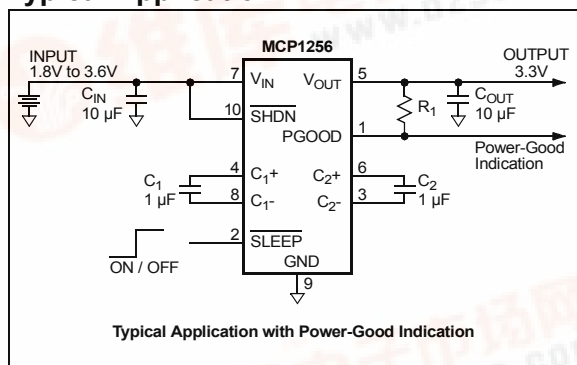 MCP1256
INPUT
1.8V to 3.6V
OUTPUT
3.3V
7
VIN
VOUT
5
CIN
10 µF
R1
COUT
10 µF
10
SHDN
PGOOD
1
Power-Good
Indication
4
C1+
C2+
6
C1
1 µF
C2
1 µF
8
C1-
C2-
3
2
SLEEP
ON / OFF
GND
9
Typical Application with Power-Good Indication